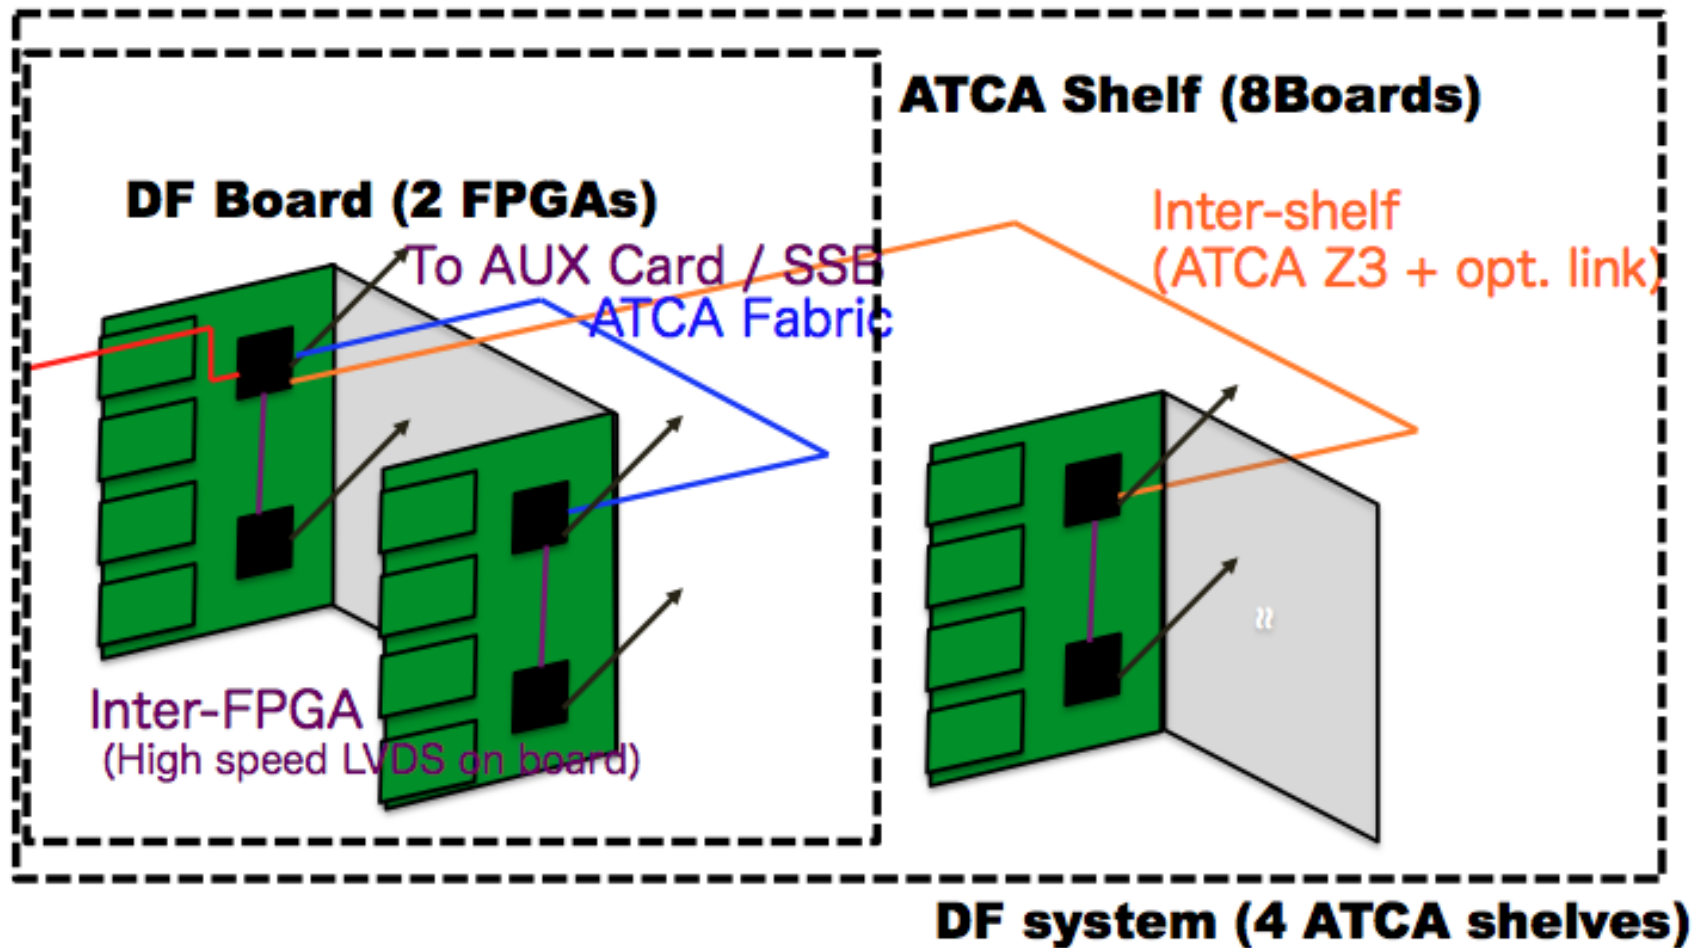 ATCA Shelf (8Boards)
DF Board (2 FPGAs)
Inter-shelf
(ATCA Z3 + opt. link)
To AUX Card / SSB
ATCA Fabric
Inter-FPGA
(High speed LVDS on board)
≈
DF system (4 ATCA shelves)